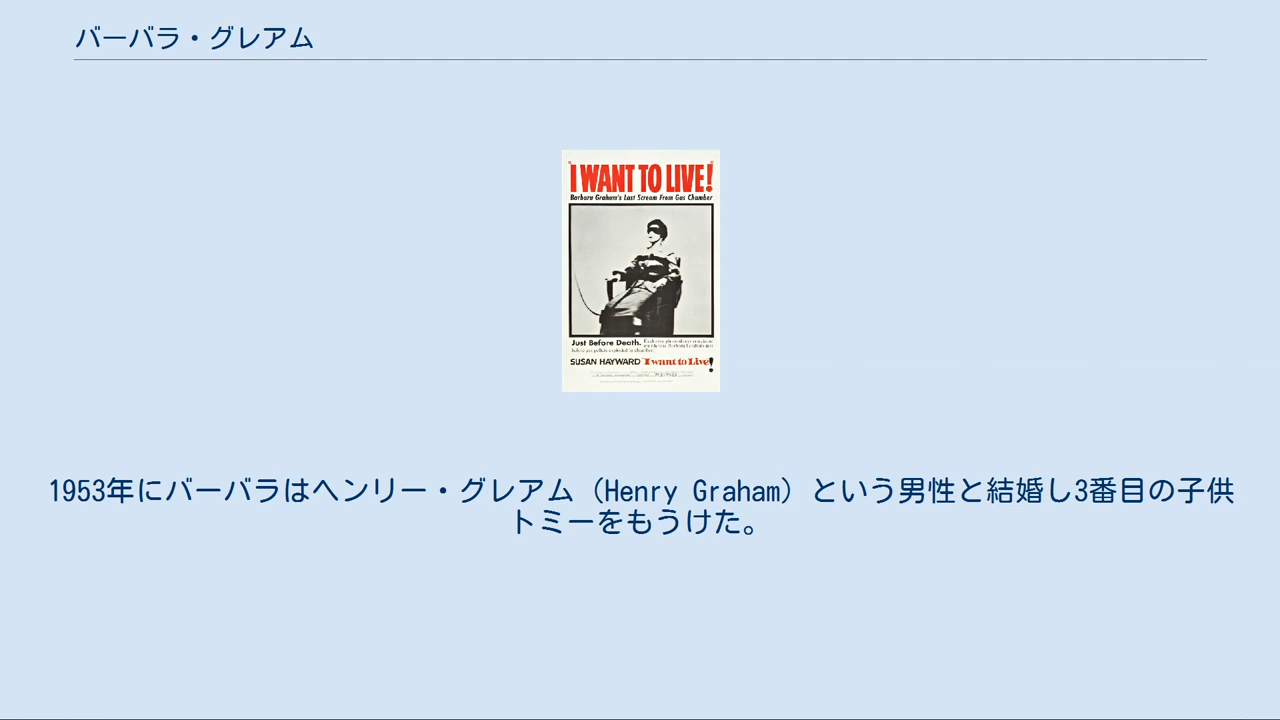 バーバラ・グレアム
I WANT TO LIVE!
Barbara Graham's Last Scream From Gas Chamber
Just Before Death.
SUSAN HAYWARD "I want to Live!
1953年にバーバラはヘンリー・グレアム（Henry Graham）という男性と結婚し3番目の子供
トミーをもうけた。